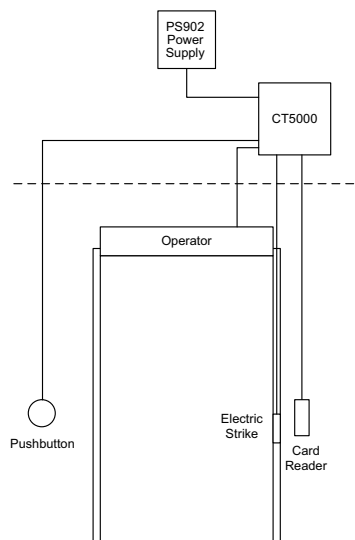 PS902
Power
Supply
CT5000
Operator
Electric
Strike
Pushbutton
Card
Reader